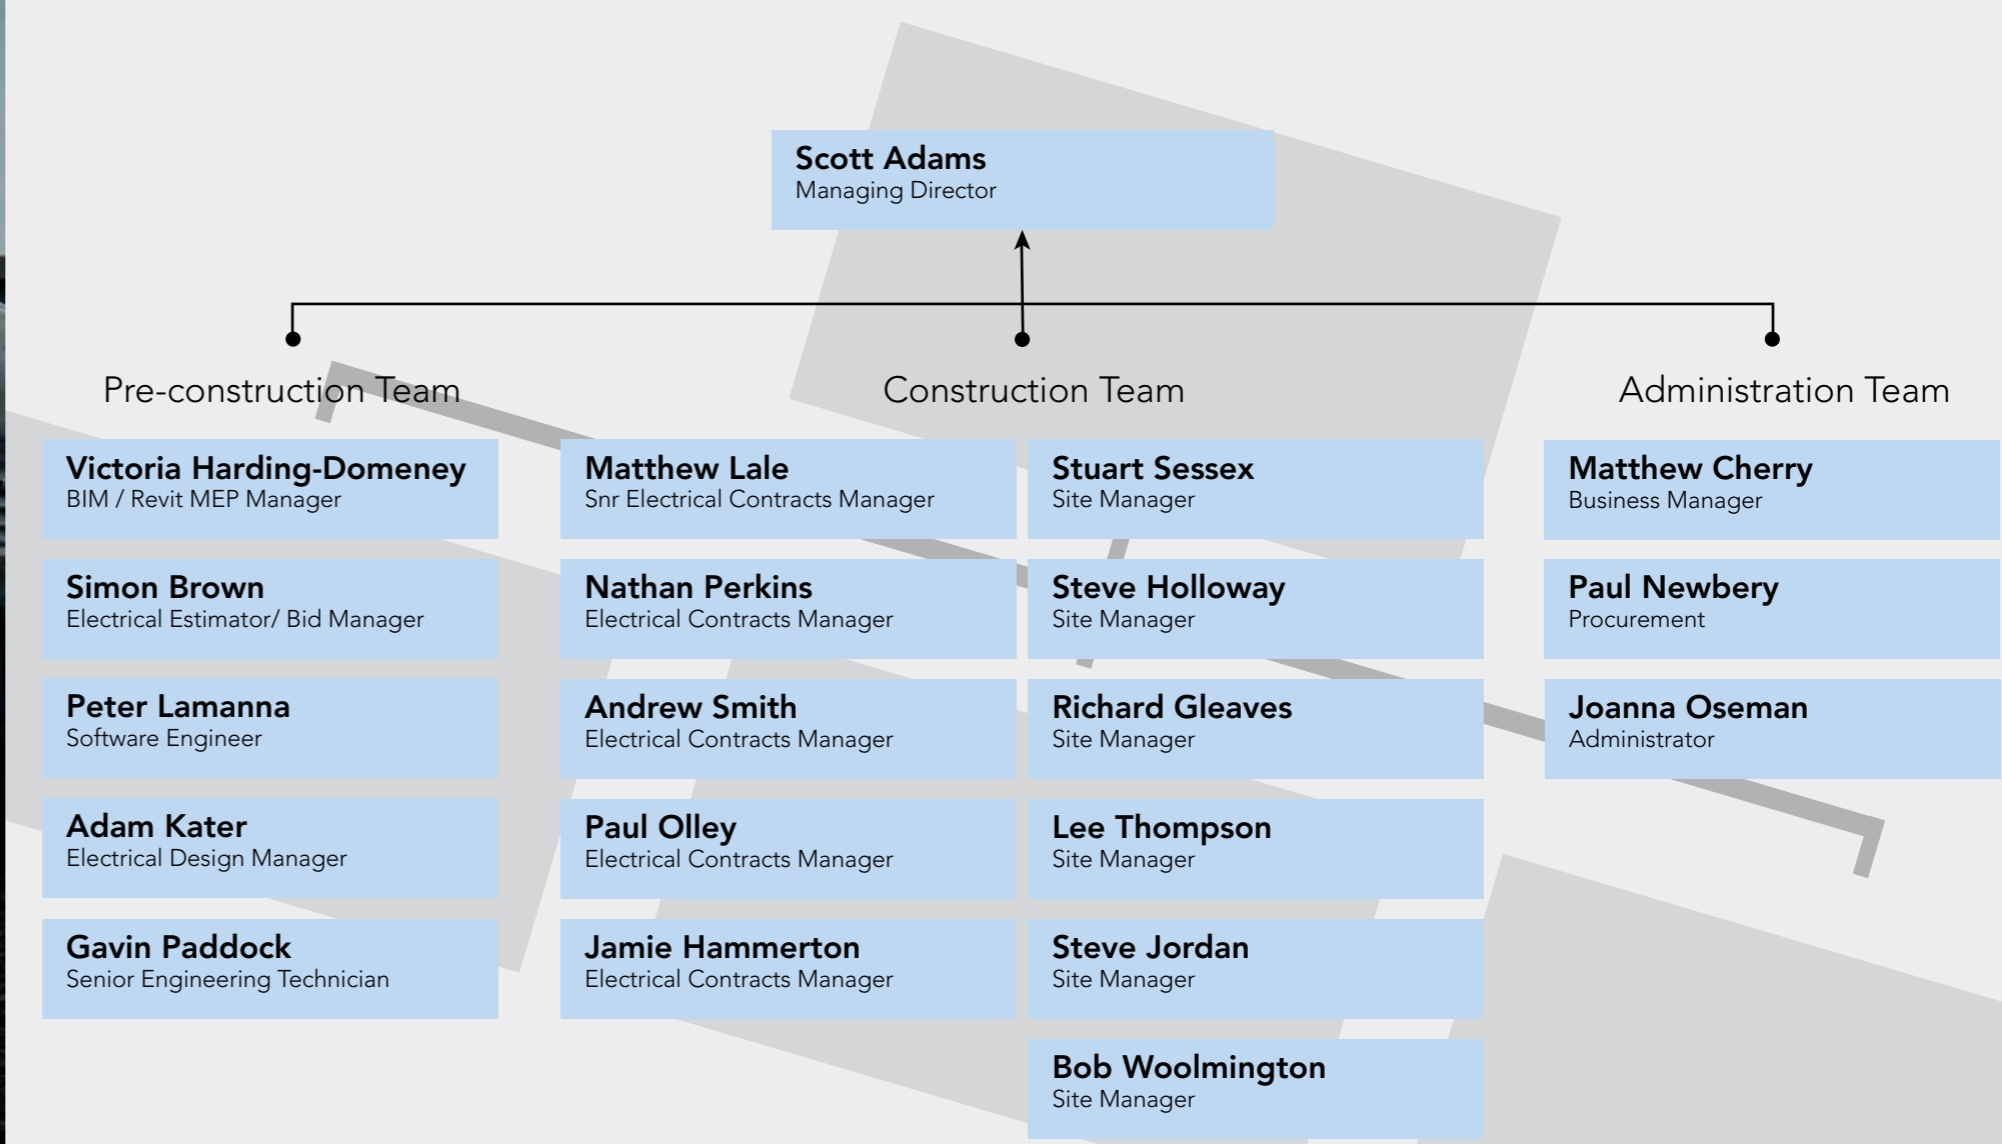 Scott Adams
Managing Director
Pre-construction Team
Victoria Harding-Domeney
BIM / Revit MEP Manager
Simon Brown
Electrical Estimator/ Bid Manager
Peter Lamanna
Software Engineer
Adam Kater
Electrical Design Manager
Gavin Paddock
Senior Engineering Technician
Construction Team
Matthew Lale
Snr Electrical Contracts Manager
Nathan Perkins
Electrical Contracts Manager
Andrew Smith
Electrical Contracts Manager
Paul Olley
Electrical Contracts Manager
Jamie Hammerton
Electrical Contracts Manager
Stuart Sessex
Site Manager
Steve Holloway
Site Manager
Richard Gleaves
Site Manager
Lee Thompson
Site Manager
Steve Jordan
Site Manager
Bob Woolmington
Site Manager
Administration Team
Matthew Cherry
Business Manager
Paul Newbery
Procurement
Joanna Oseman
Administrator